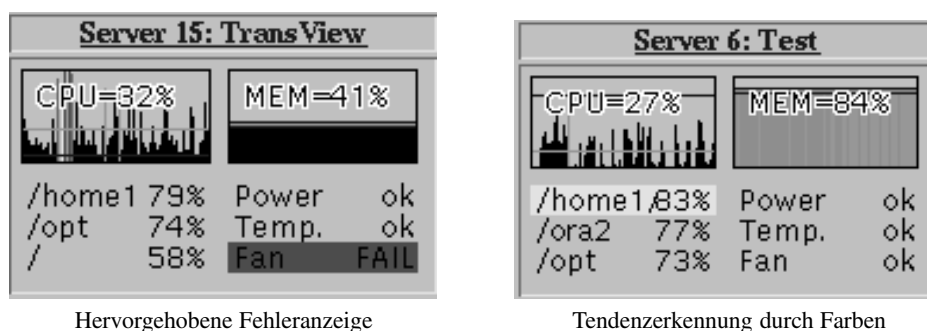 Server 15: TransView
CPU=32% MEM=41%
/home1 79% Power ok
/opt 74% Temp. ok
/ 58% Fan FAIL
Hervorgehobene Fehleranzeige
Server 6: Test
CPU=27% MEM=84%
/home1/83% Power ok
/ora2 77% Temp. ok
/opt 73% Fan ok
Tendenzerkennung durch Farben